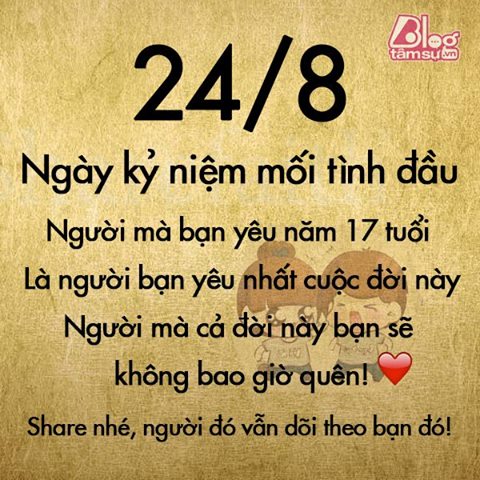 Blog
tâmsự.vn
24/8
Ngày kỷ niệm mối tình đầu
Người mà bạn yêu năm 17 tuổi
Là người bạn yêu nhất cuộc đời này
Người mà cả đời này bạn sẽ
không bao giờ quên!
Share nhé, người đó vẫn dõi theo bạn đó!